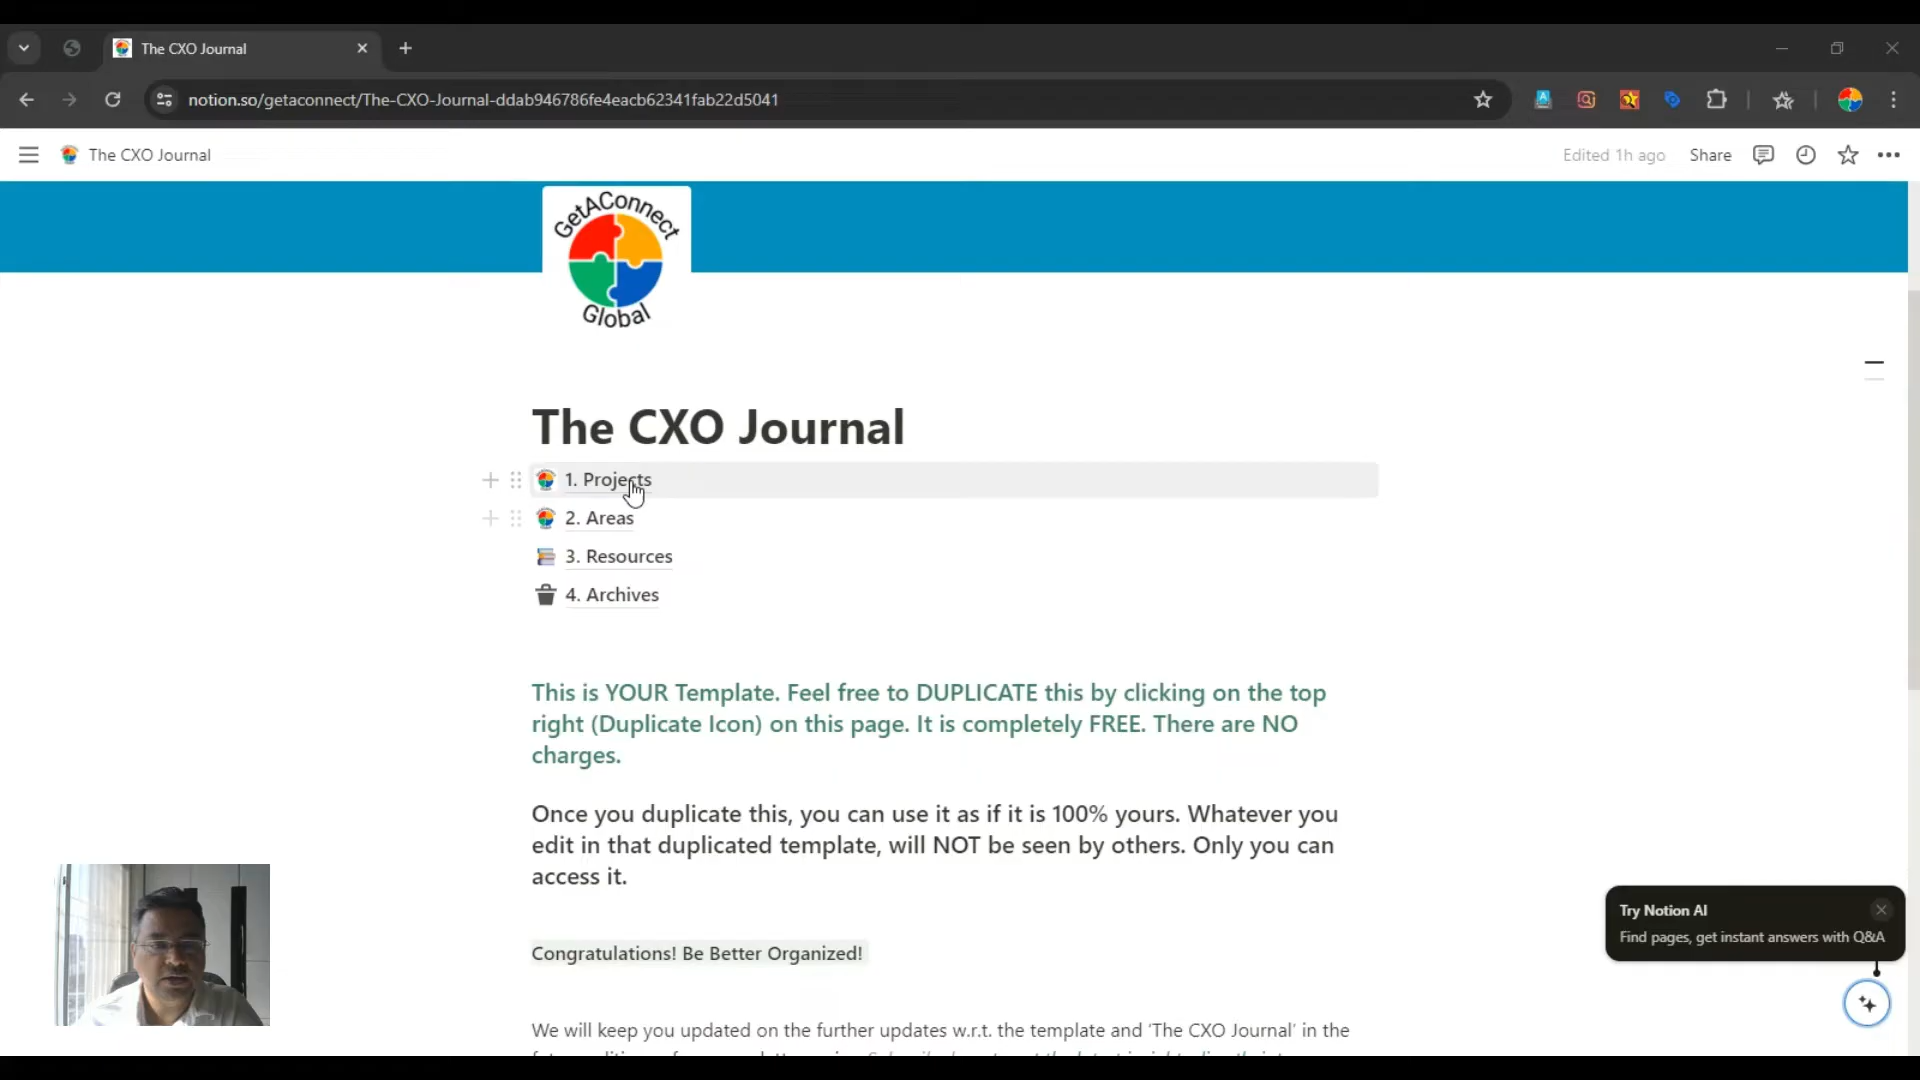 The CXO Journal
notion.so/getaconnect/The-CXO-Journal-ddab946786fe4eacb62341fab22d5041
The CXO Journal
Edited 1h ago
Share
GetAConnect
Global
The CXO Journal
1. Projects
2. Areas
3. Resources
4. Archives
This is YOUR Template. Feel free to DUPLICATE this by clicking on the top
right (Duplicate Icon) on this page. It is completely FREE. There are NO
charges.
Once you duplicate this, you can use it as if it is 100% yours. Whatever you
edit in that duplicated template, will NOT be seen by others. Only you can
access it.
Try Notion AI
Find pages, get instant answers with Q&A
Congratulations! Be Better Organized!
We will keep you updated on the further updates w.r.t. the template and ‘The CXO Journal’ in the